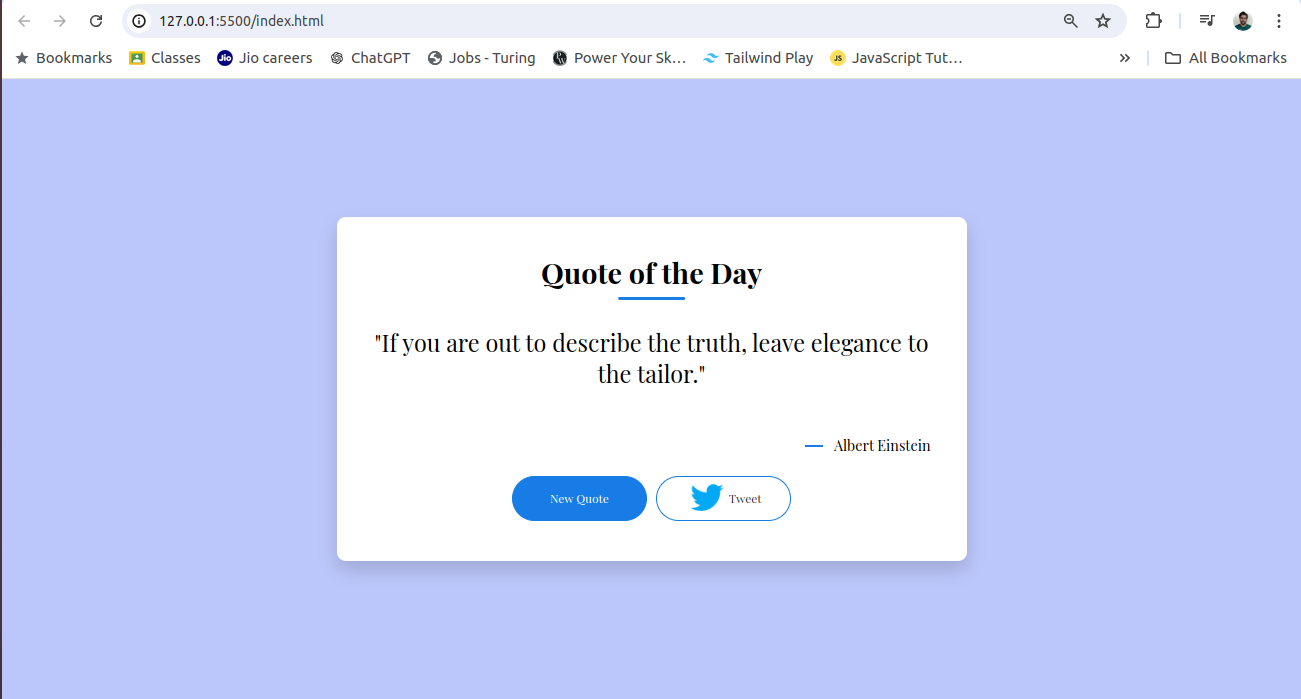 127.0.0.1:5500/index.html
Bookmarks Classes Jio Jio careers ChatGPT Jobs - Turing Power Your Sk… Tailwind Play JS JavaScript Tut… » All Bookmarks
Quote of the Day
"If you are out to describe the truth, leave elegance to
the tailor."
— Albert Einstein
New Quote Tweet